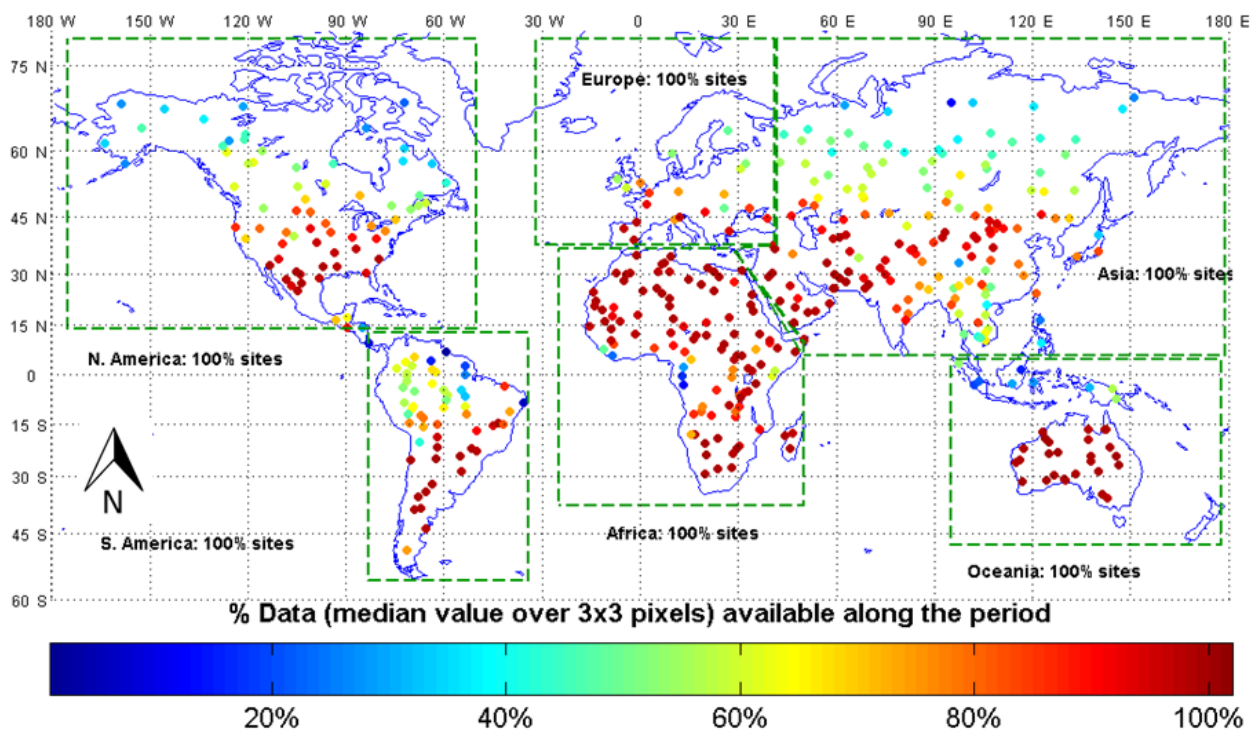 180 W 150 W 120 W 90 W 60 W 30 W 0 30 E 60 E 90 E 120 E 150 E 180 E
75 N
Europe: 100% sites
60 N
45 N
30 N
Asia: 100% sites
15 N
N. America: 100% sites
0
15 S
N
30 S
45 S
S. America: 100% sites
Africa: 100% sites
Oceania: 100% sites
60 S
% Data (median value over 3x3 pixels) available along the period
20% 40% 60% 80% 100%